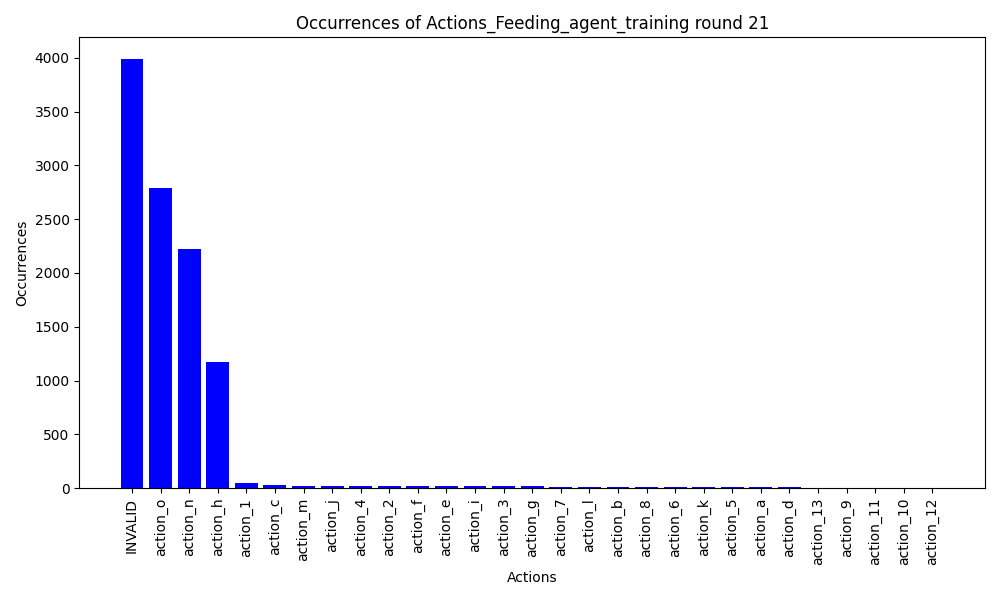 Occurrences of Actions_Feeding_agent_training round 21
Occurrences
4000
3500
3000
2500
2000
1500
1000
500
0
INVALID
action_o
action_n
action_h
action_1
action_c
action_m
action_j
action_4
action_2
action_f
action_e
action_i
action_3
action_g
action_7
action_l
action_b
action_8
action_6
action_k
action_5
action_a
action_d
action_13
action_9
action_11
action_10
action_12
Actions